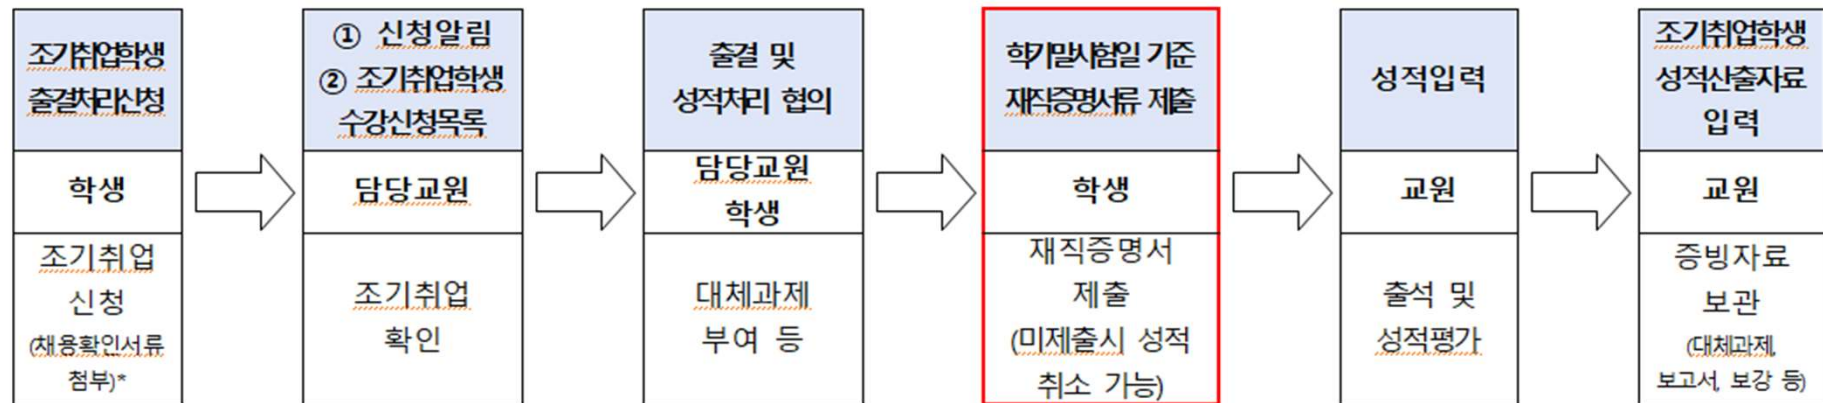 조기취업학생
출결처리신청
학생
조기취업
신청
(채용확인서류
첨부)*
① 신청알림
② 조기취업학생
수강신청목록
담당교원
조기취업
확인
출결 및
성적처리 협의
담당교원
학생
대체과제
부여 등
학기말시험일 기준
재직증명서류 제출
학생
재직증명서
제출
(미제출시 성적
취소 가능)
성적입력
교원
출석 및
성적평가
조기취업학생
성적산출자료
입력
교원
증빙자료
보관
(대체과제,
보고서, 보강 등)